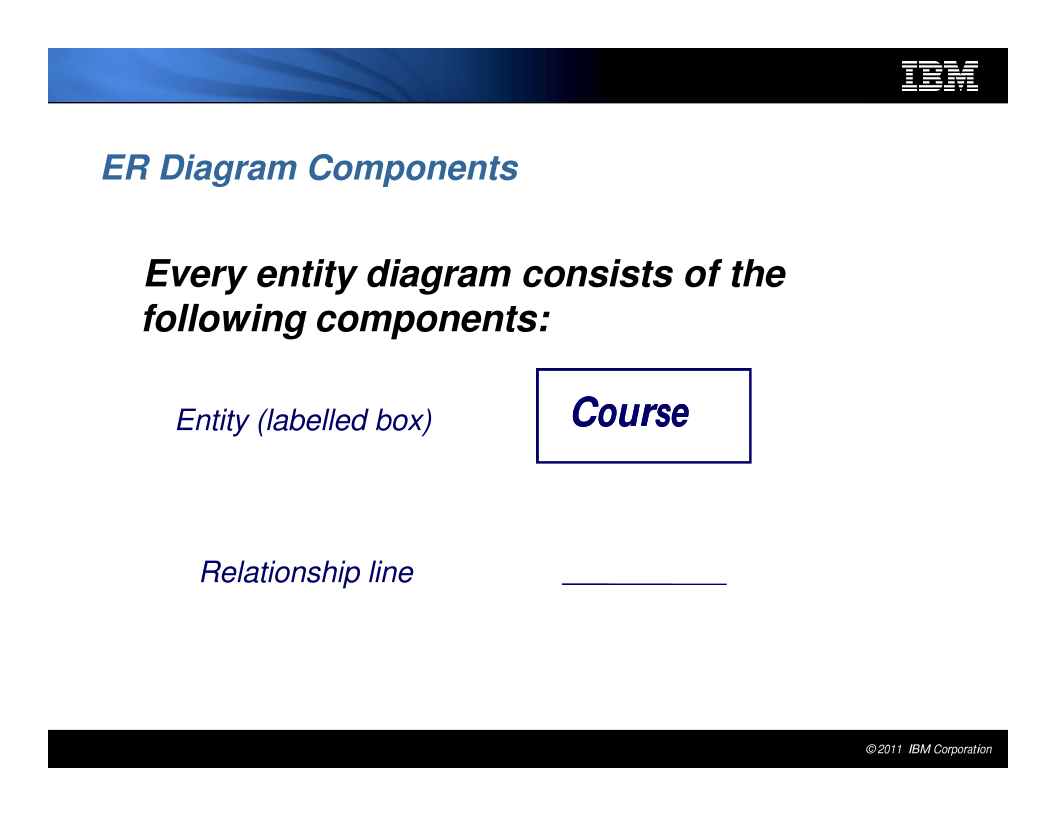 IBM
ER Diagram Components
Every entity diagram consists of the
following components:
Entity (labelled box)
Course
Relationship line
© 2011 IBM Corporation